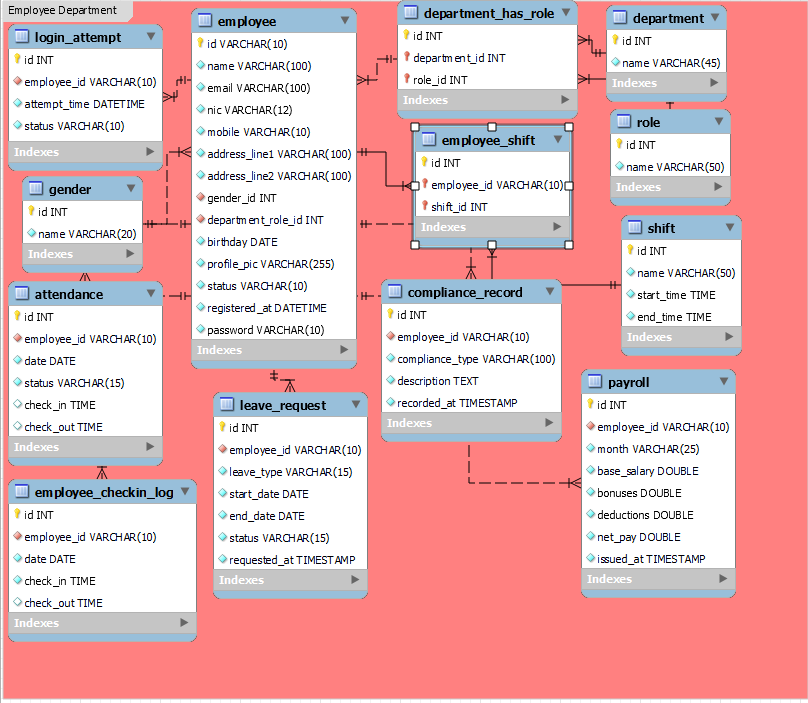 Employee Department
login_attempt
id INT
employee_id VARCHAR(10)
attempt_time DATETIME
status VARCHAR(10)
Indexes
employee
id VARCHAR(10)
name VARCHAR(100)
email VARCHAR(100)
nic VARCHAR(12)
mobile VARCHAR(10)
address_line1 VARCHAR(100)
address_line2 VARCHAR(100)
gender_id INT
department_role_id INT
birthday DATE
profile_pic VARCHAR(255)
status VARCHAR(10)
registered_at DATETIME
password VARCHAR(10)
Indexes
department_has_role
id INT
department_id INT
role_id INT
Indexes
department
id INT
name VARCHAR(45)
Indexes
role
id INT
name VARCHAR(50)
Indexes
employee_shift
id INT
employee_id VARCHAR(10)
shift_id INT
Indexes
gender
id INT
name VARCHAR(20)
Indexes
shift
id INT
name VARCHAR(50)
start_time TIME
end_time TIME
Indexes
attendance
id INT
employee_id VARCHAR(10)
date DATE
status VARCHAR(15)
check_in TIME
check_out TIME
Indexes
compliance_record
id INT
employee_id VARCHAR(10)
compliance_type VARCHAR(100)
description TEXT
recorded_at TIMESTAMP
Indexes
payroll
id INT
employee_id VARCHAR(10)
month VARCHAR(25)
base_salary DOUBLE
bonuses DOUBLE
deductions DOUBLE
net_pay DOUBLE
issued_at TIMESTAMP
Indexes
leave_request
id INT
employee_id VARCHAR(10)
leave_type VARCHAR(15)
start_date DATE
end_date DATE
status VARCHAR(15)
requested_at TIMESTAMP
Indexes
employee_checkin_log
id INT
employee_id VARCHAR(10)
date DATE
check_in TIME
check_out TIME
Indexes